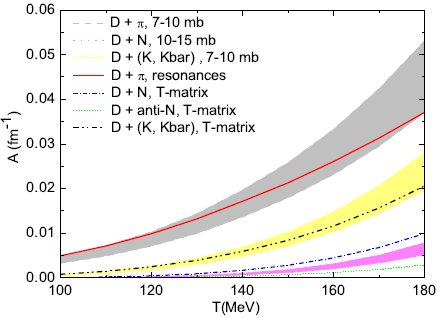 0.06
0.05
0.04
0.03
0.02
0.01
0.00
A (fm⁻¹)
D + π, 7-10 mb
D + N, 10-15 mb
D + (K, Kbar) , 7-10 mb
D + π, resonances
D + N, T-matrix
D + anti-N, T-matrix
D + (K, Kbar), T-matrix
100 120 140 160 180
T(MeV)